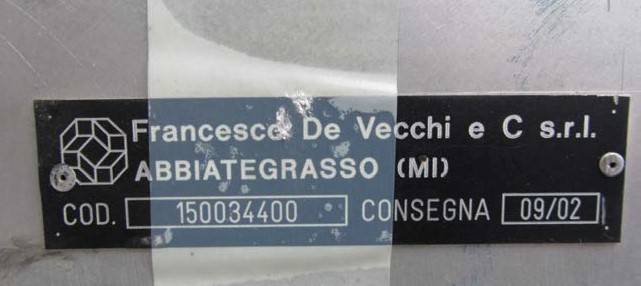 Francesco De Vecchi e C s.r.l.
ABBIATEGRASSO (MI)
COD. 150034400 CONSEGNA 09/02